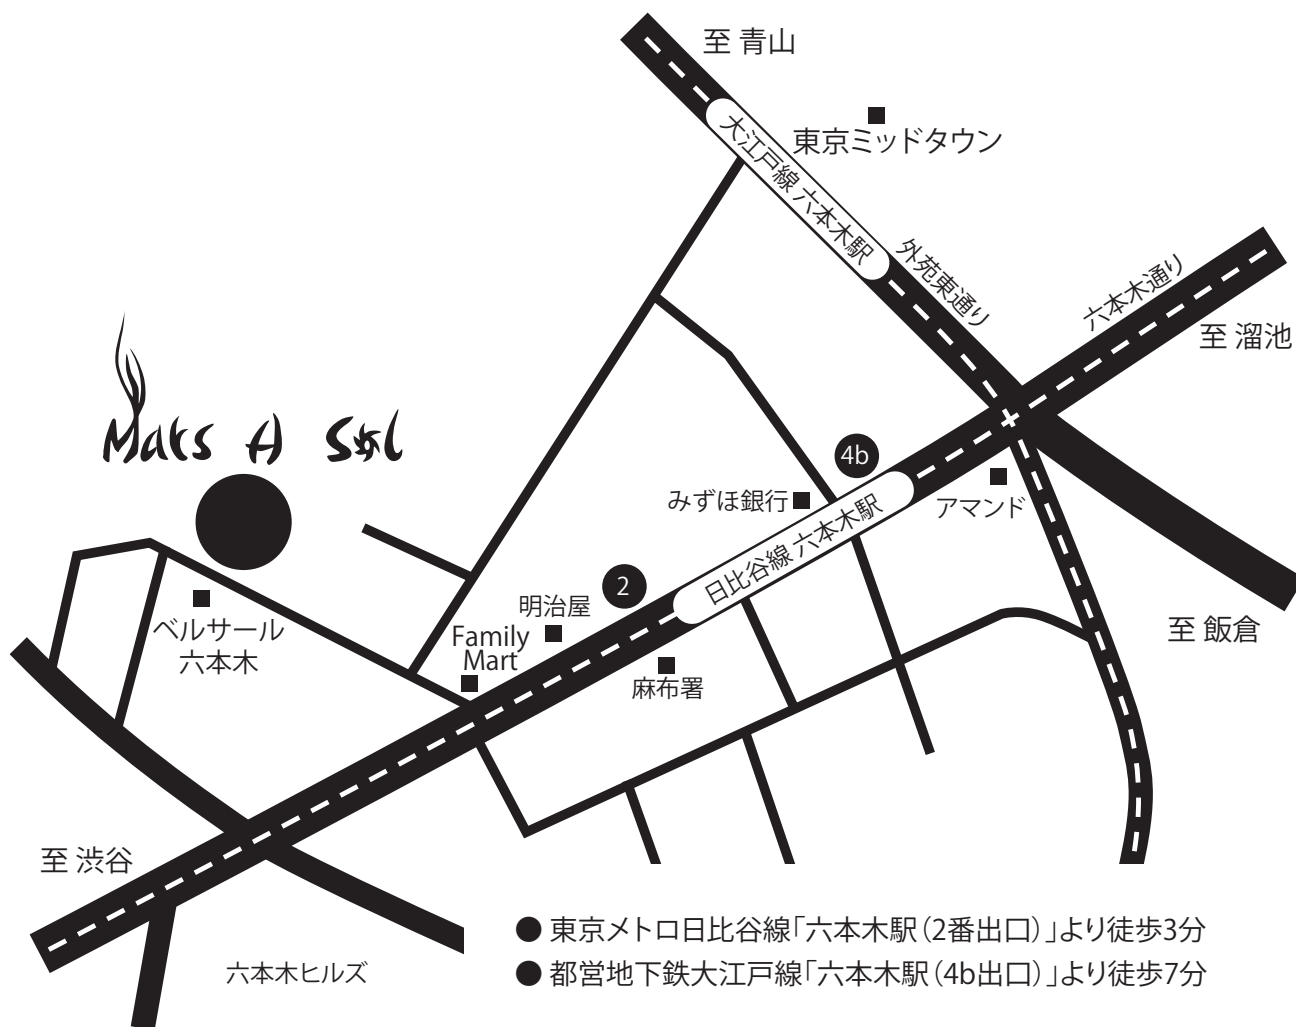 至 青山
東京ミッドタウン
大江戸線 六本木駅
外苑東通り
六本木通り
至 溜池
Mats A Sol
4b
みずほ銀行
アマンド
日比谷線 六本木駅
2
明治屋
Family
Mart
ベルサール
六本木
麻布署
至 飯倉
至 渋谷
六本木ヒルズ
● 東京メトロ日比谷線「六本木駅(2番出口)」より徒歩3分
● 都営地下鉄大江戸線「六本木駅(4b出口)」より徒歩7分